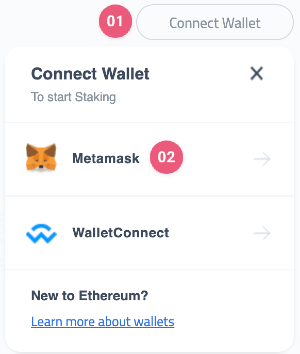 01 Connect Wallet
Connect Wallet
To start Staking
Metamask 02
WalletConnect
New to Ethereum?
Learn more about wallets